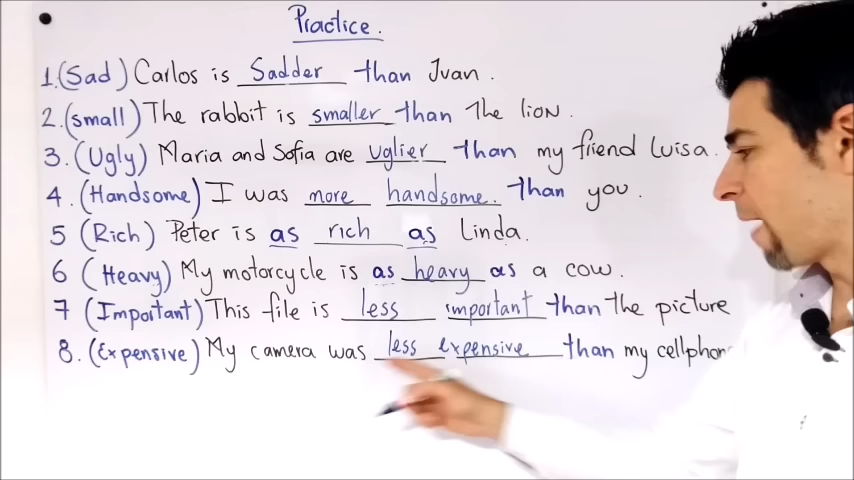 Practice.
1.(Sad) Carlos is Sadder than Juan.
2.(small) The rabbit is smaller than the lion.
3.(Ugly) Maria and Sofia are uglier than my friend Luisa.
4.(Handsome) I was more handsome. than you.
5 (Rich) Peter is as rich as Linda.
6 (Heavy) My motorcycle is as heavy as a cow.
7 (Important) This file is less important than the picture
8.(Expensive) My camera was less expensive than my cellphon